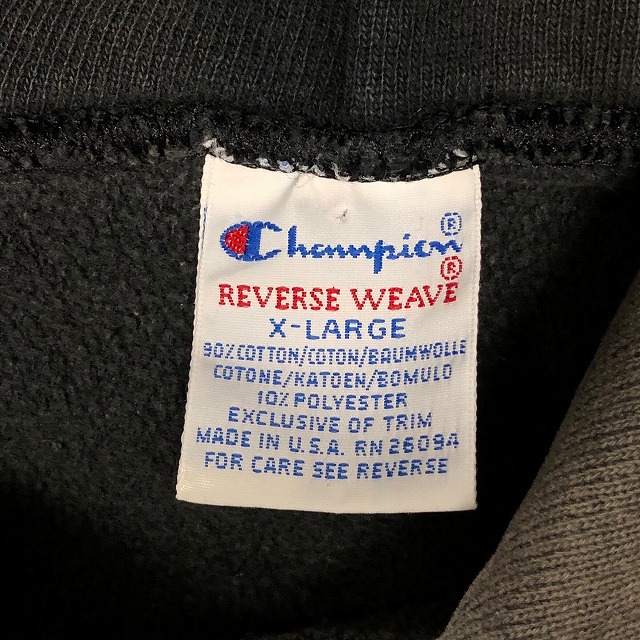 Champion®
REVERSE WEAVE®
X-LARGE
90% COTTON/COTON/BAUMWOLLE
COTONE/KATOEN/BOMULD
10% POLYESTER
EXCLUSIVE OF TRIM
MADE IN U.S.A. RN 26094
FOR CARE SEE REVERSE